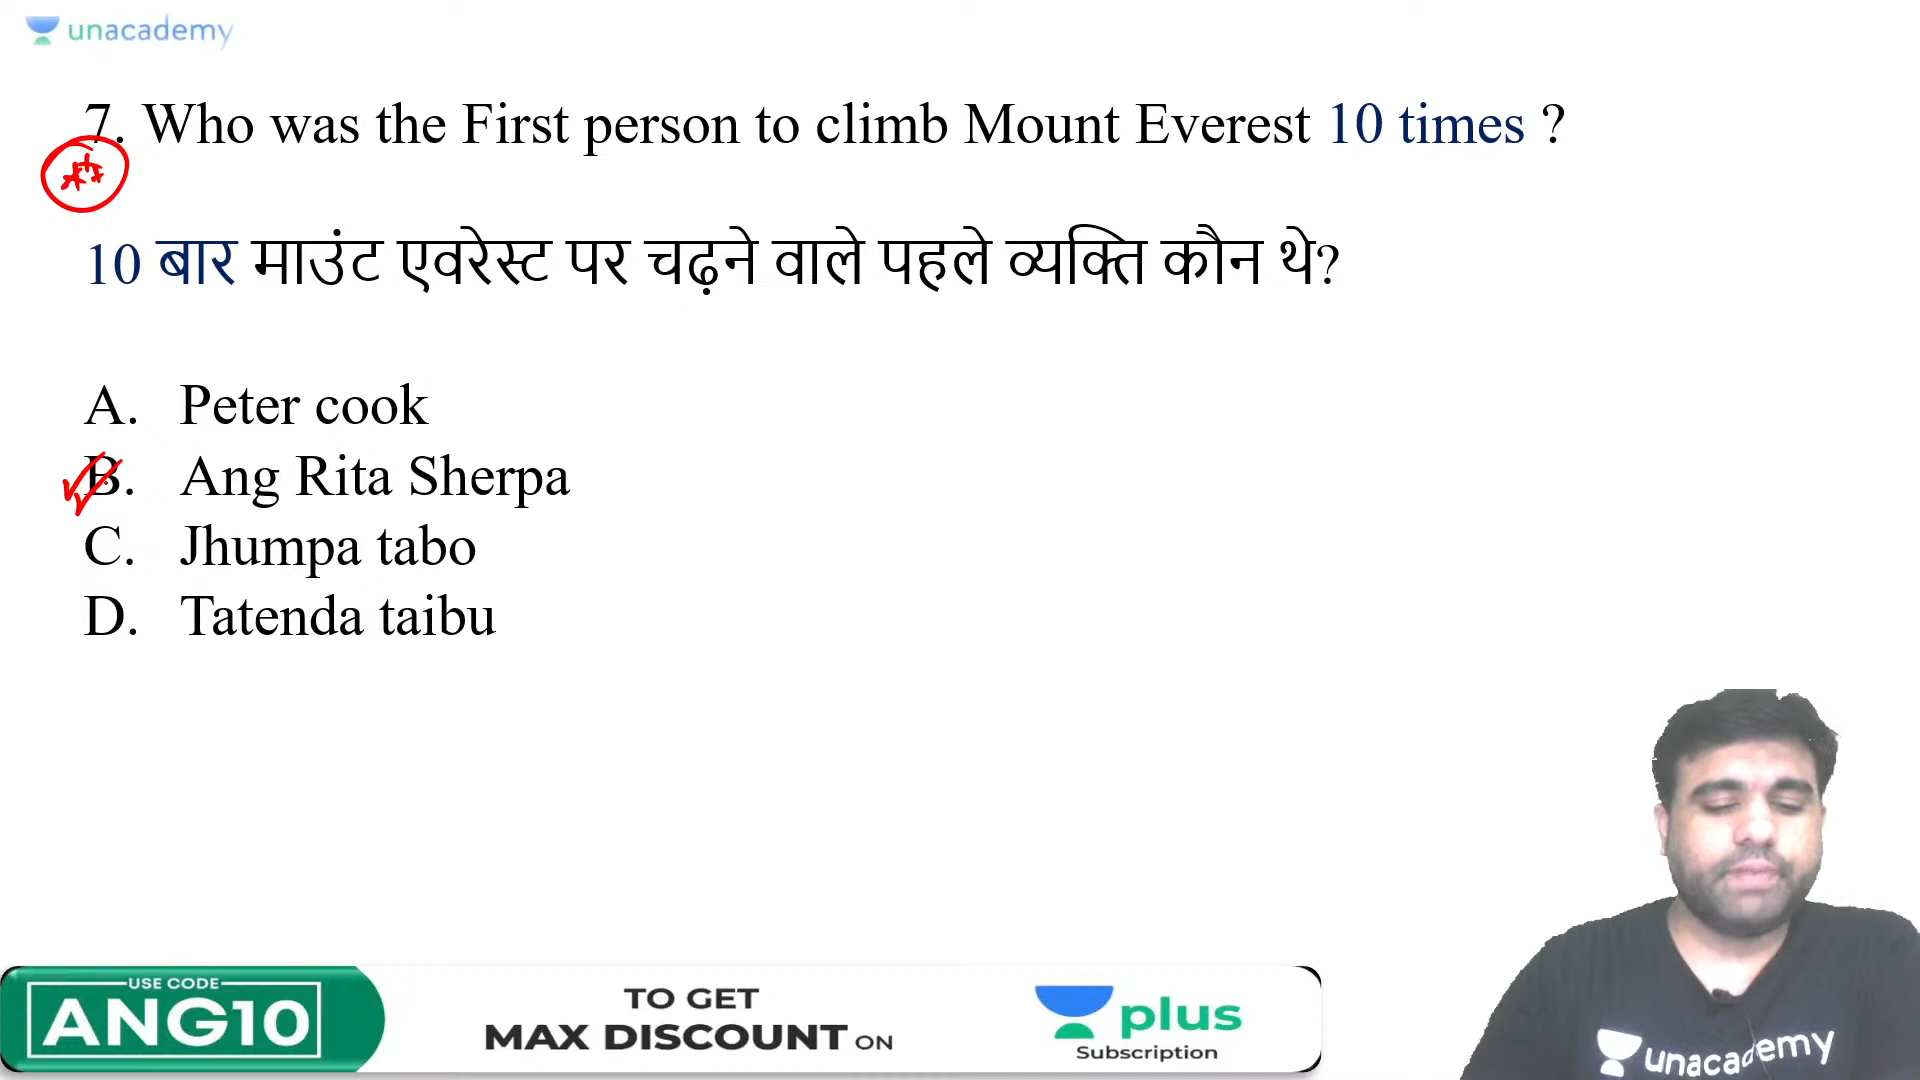 unacademy
7. Who was the First person to climb Mount Everest 10 times ?
10 बार माउंट एवरेस्ट पर चढ़ने वाले पहले व्यक्ति कौन थे?
A. Peter cook
B. Ang Rita Sherpa
C. Jhumpa tabo
D. Tatenda taibu
USE CODE
ANG10
TO GET
MAX DISCOUNT ON
plus
Subscription
unacademy